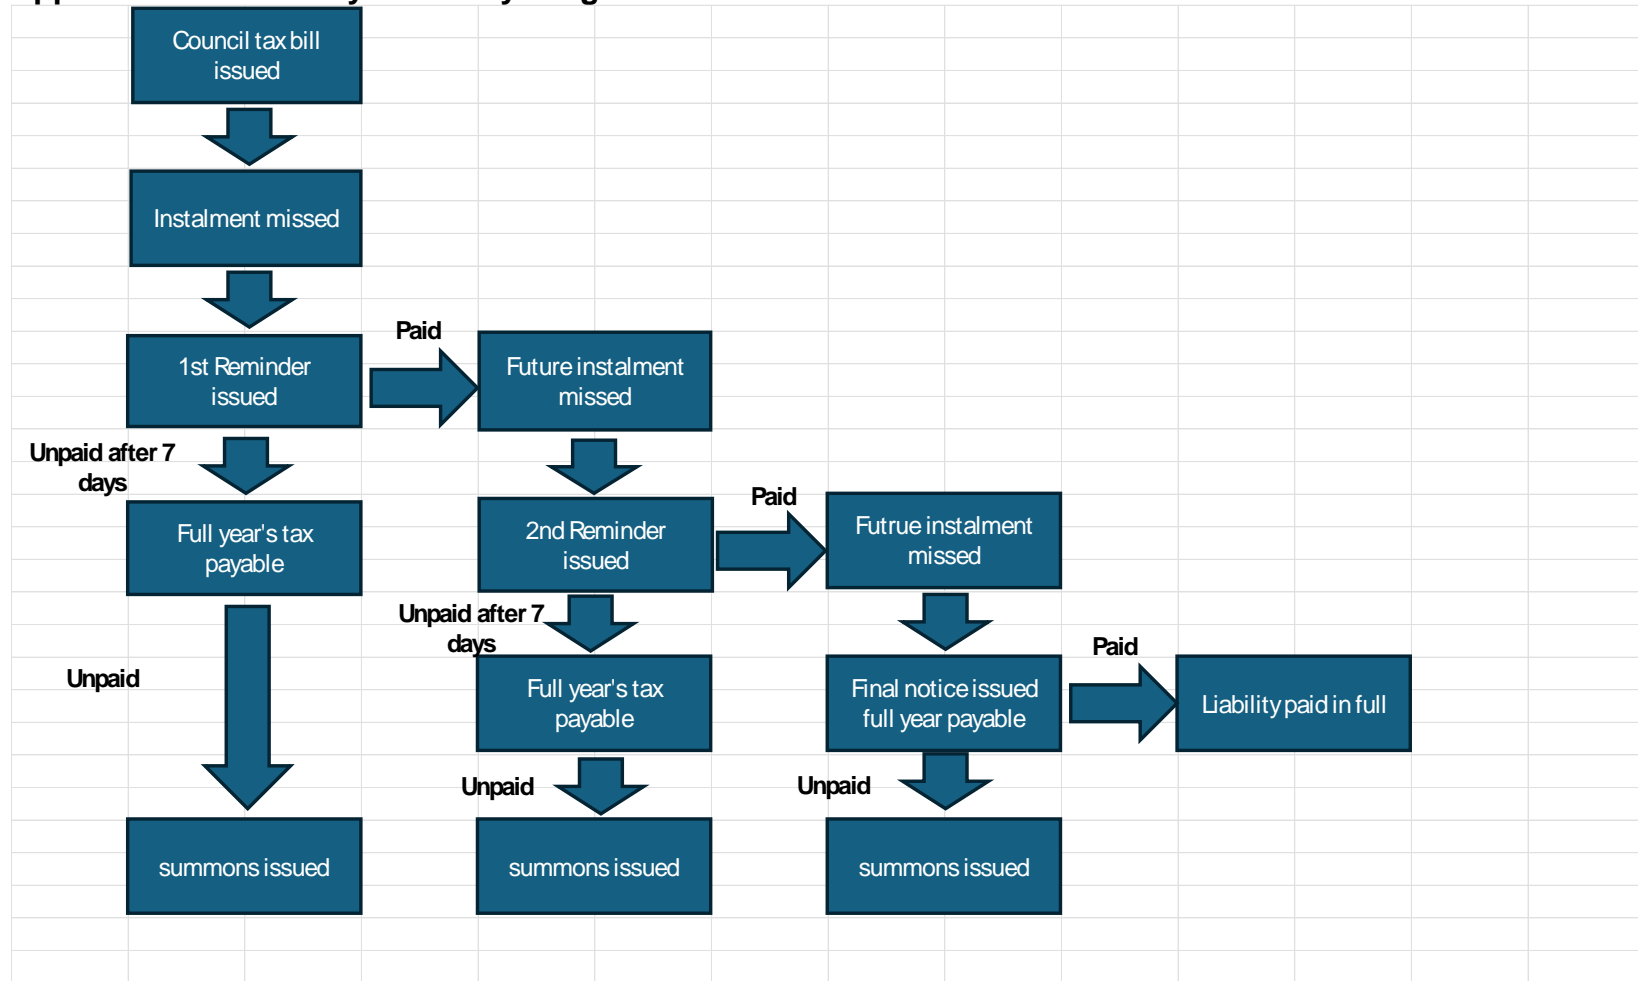 Council tax bill
issued
Instalment missed
Paid
1st Reminder
issued
Future instalment
missed
Unpaid after 7
days
Paid
Full year's tax
payable
2nd Reminder
issued
Futrue instalment
missed
Unpaid after 7
days
Unpaid
Paid
Full year's tax
payable
Final notice issued
full year payable
Liability paid in full
Unpaid
Unpaid
summons issued
summons issued
summons issued